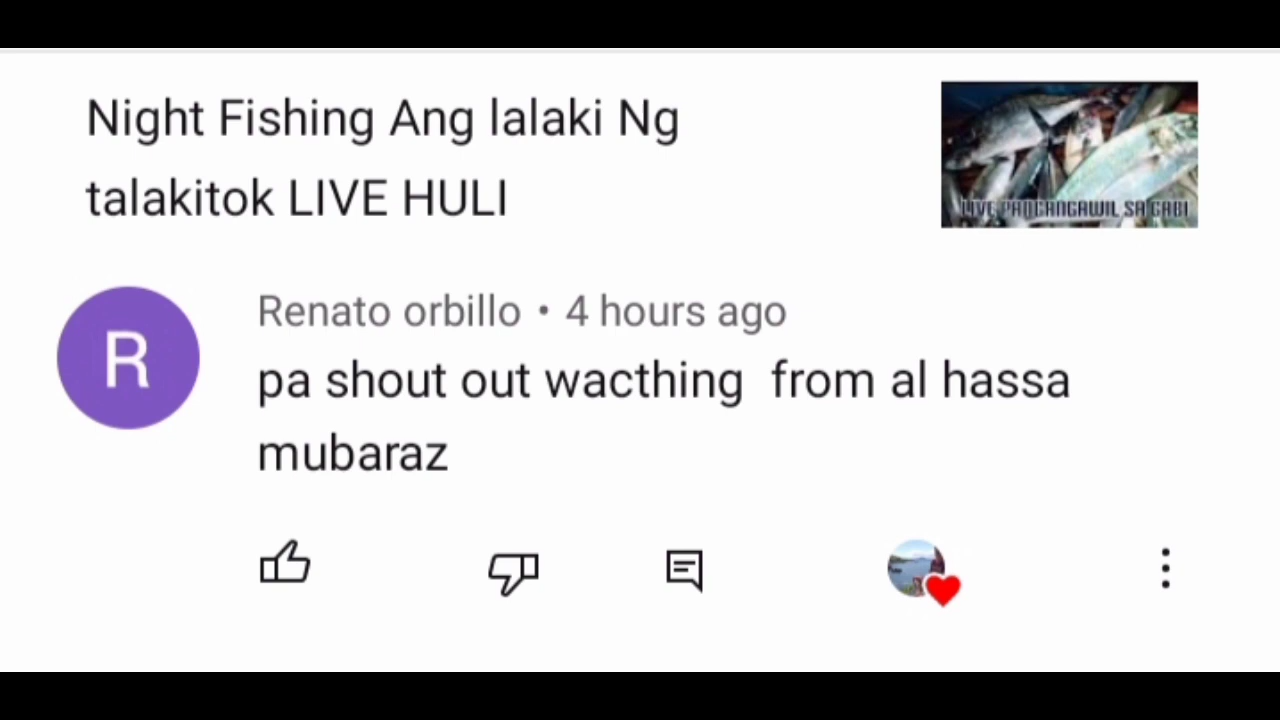 Night Fishing Ang lalaki Ng
talakitok LIVE HULI
LIVE PANGANGAWIL SA GABI
R
Renato orbillo • 4 hours ago
pa shout out wacthing from al hassa
mubaraz